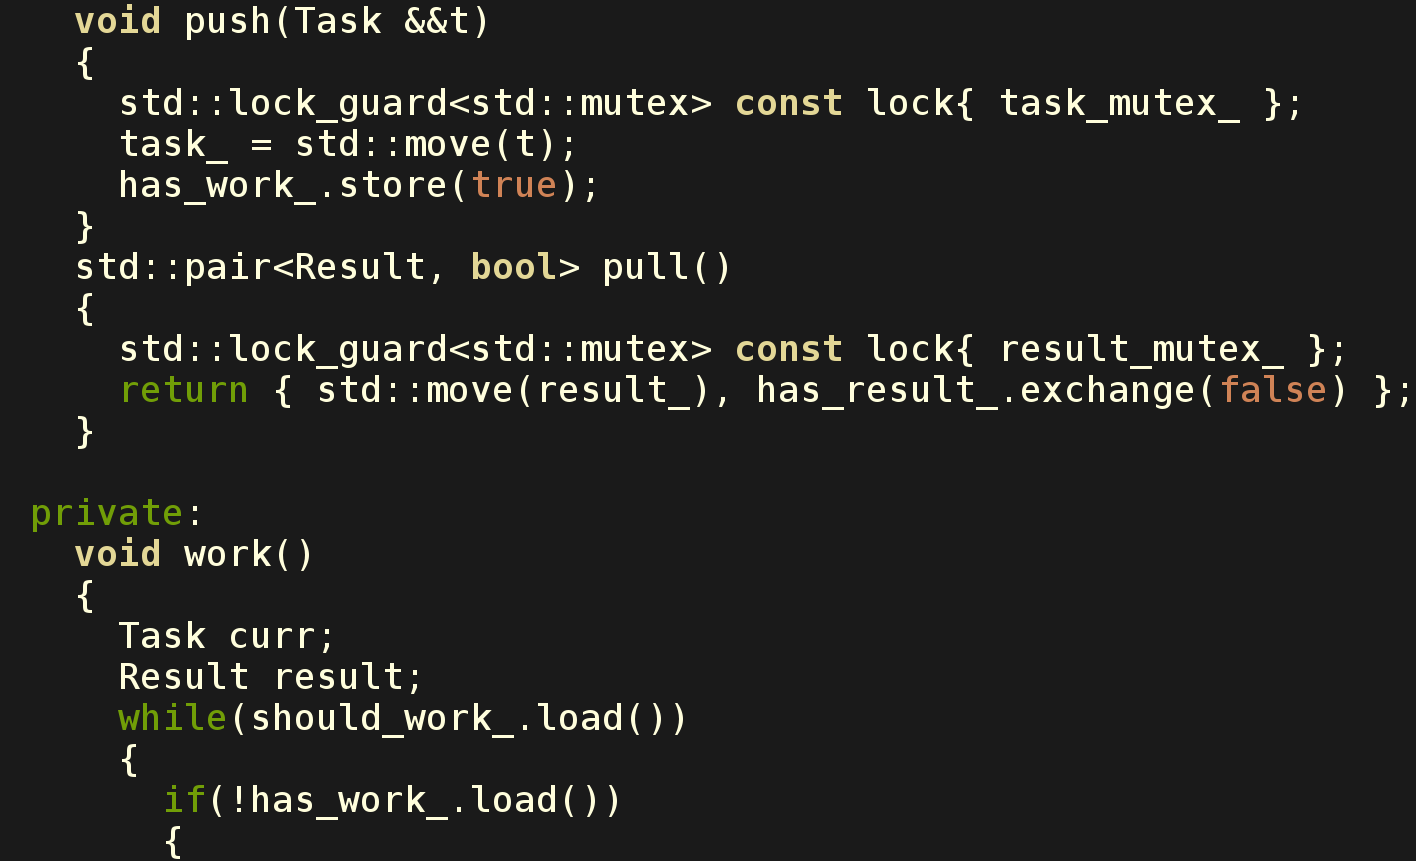 void push(Task &&t)
{
std::lock_guard<std::mutex> const lock{ task_mutex_ };
task_ = std::move(t);
has_work_.store(true);
}
std::pair<Result, bool> pull()
{
std::lock_guard<std::mutex> const lock{ result_mutex_ };
return { std::move(result_), has_result_.exchange(false) };
}
private:
void work()
{
Task curr;
Result result;
while(should_work_.load())
{
if(!has_work_.load())
{